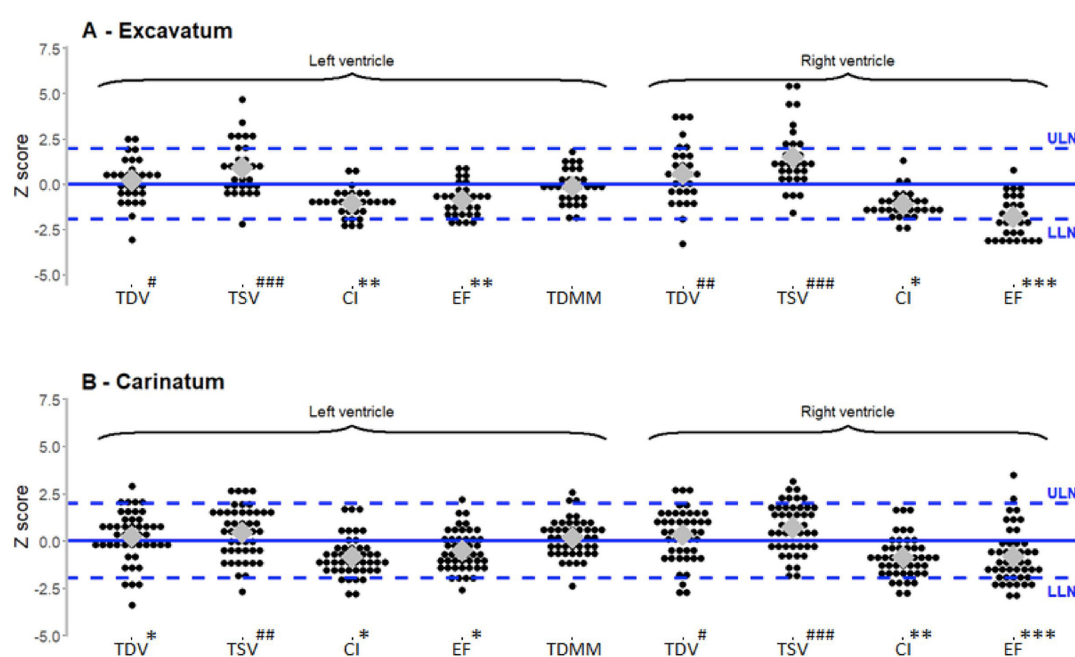 A - Excavatum
Left ventricle
Right ventricle
7.5
5.0
2.5
0.0
-2.5
-5.0
Z score
ULN
LLN
TDV# TSV### CI** EF** TDMM TDV## TSV### CI* EF***
B - Carinatum
Left ventricle
Right ventricle
7.5
5.0
2.5
0.0
-2.5
-5.0
Z score
ULN
LLN
TDV* TSV## CI* EF* TDMM TDV# TSV### CI** EF***